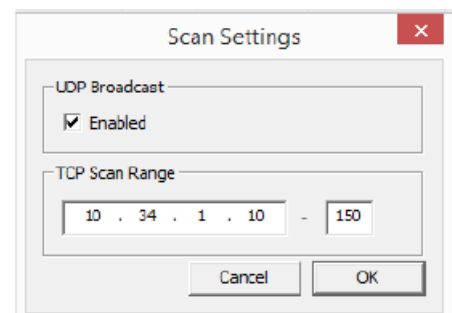 Scan Settings
UDP Broadcast
Enabled
TCP Scan Range
10 . 34 . 1 . 10 - 150
Cancel OK